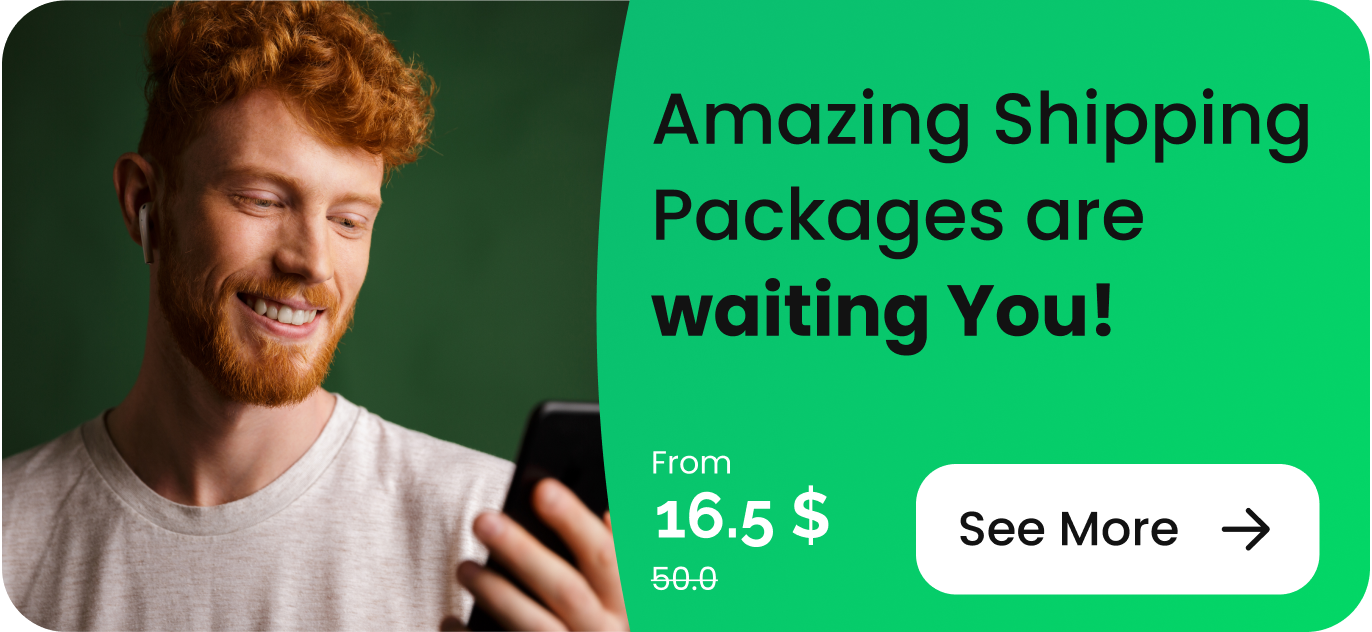 Amazing Shipping
Packages are
waiting You!
From
16.5 $
50.0
See More